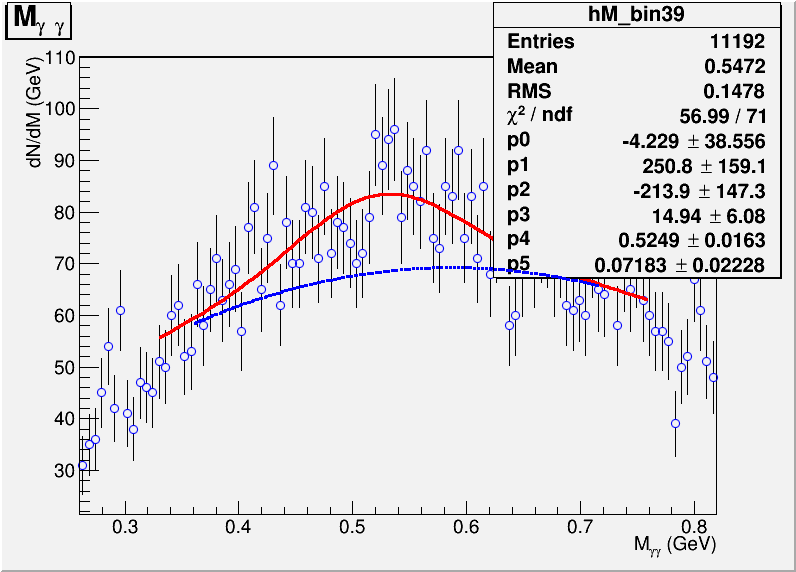 M γ γ
hM_bin39
Entries 11192
Mean 0.5472
RMS 0.1478
χ² / ndf 56.99 / 71
p0 -4.229 ± 38.556
p1 250.8 ± 159.1
p2 -213.9 ± 147.3
p3 14.94 ± 6.08
p4 0.5249 ± 0.0163
p5 0.07183 ± 0.02228
dN/dM (GeV)
110
100
90
80
70
60
50
40
30
0.3 0.4 0.5 0.6 0.7 0.8
M γγ (GeV)